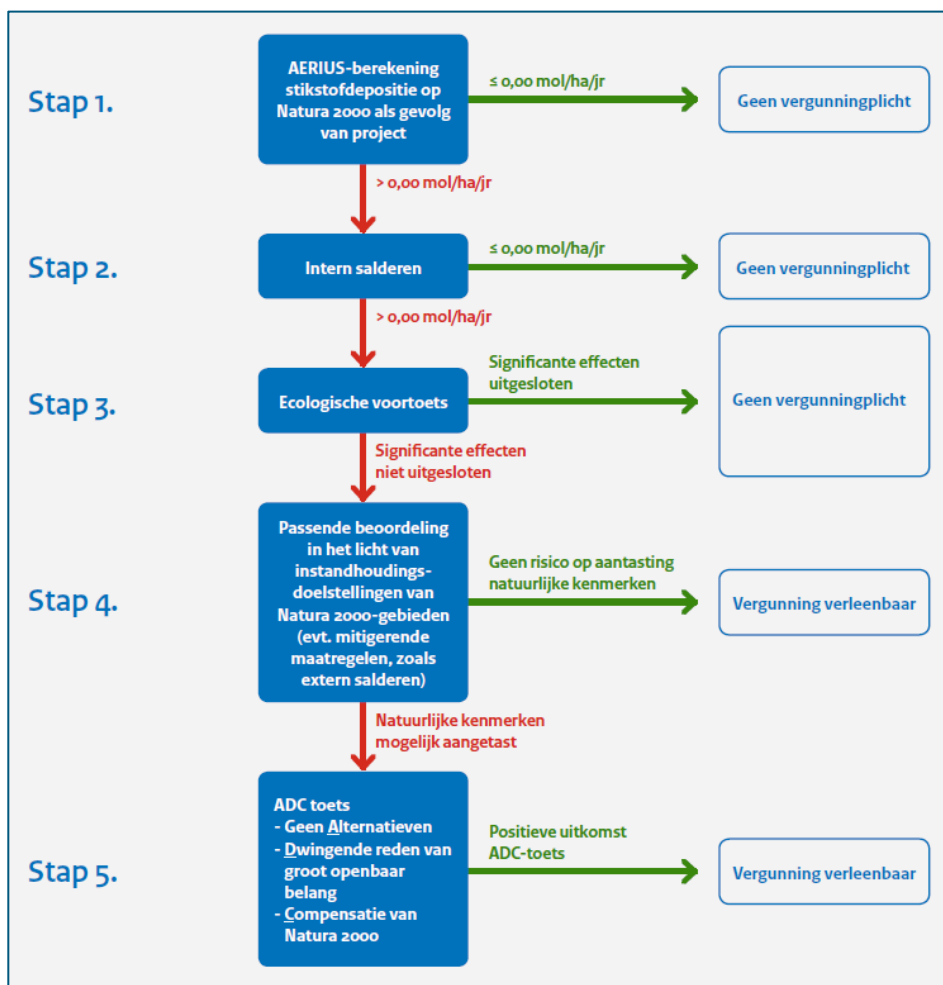 Stap 1.
AERIUS-berekening
stikstofdepositie op
Natura 2000 als gevolg
van project
≤ 0,00 mol/ha/jr
Geen vergunningplicht
> 0,00 mol/ha/jr
Stap 2.
Intern salderen
≤ 0,00 mol/ha/jr
Geen vergunningplicht
> 0,00 mol/ha/jr
Stap 3.
Ecologische voortoets
Significante effecten
uitgesloten
Geen vergunningplicht
Significante effecten
niet uitgesloten
Stap 4.
Passende beoordeling
in het licht van
instandhoudings-
doelstellingen van
Natura 2000-gebieden
(evt. mitigerende
maatregelen, zoals
extern salderen)
Geen risico op aantasting
natuurlijke kenmerken
Vergunning verleenbaar
Natuurlijke kenmerken
mogelijk aangetast
Stap 5.
ADC toets
- Geen Alternatieven
- Dwingende reden van
groot openbaar
belang
- Compensatie van
Natura 2000
Positieve uitkomst
ADC-toets
Vergunning verleenbaar